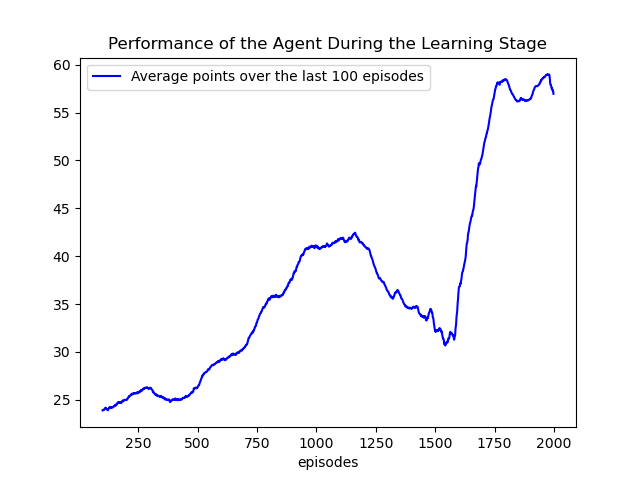 Performance of the Agent During the Learning Stage
Average points over the last 100 episodes
60
55
50
45
40
35
30
25
250 500 750 1000 1250 1500 1750 2000
episodes